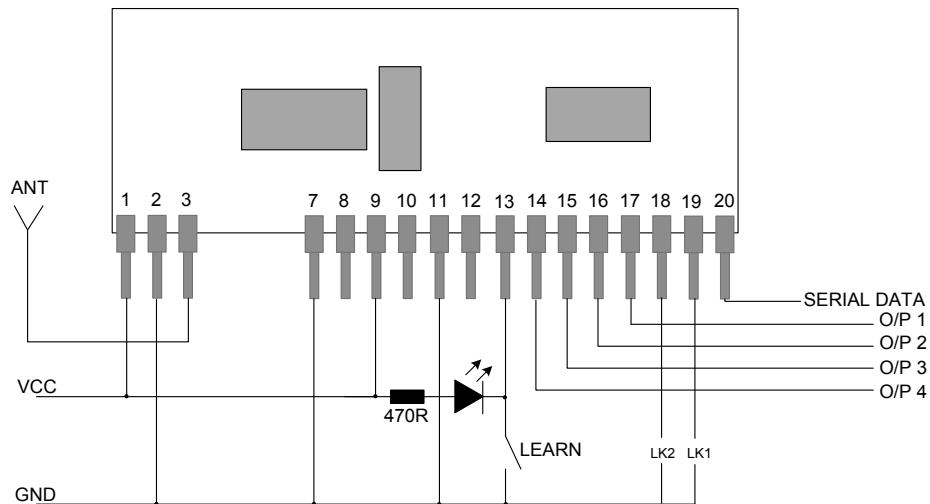 ANT
1 2 3 7 8 9 10 11 12 13 14 15 16 17 18 19 20
SERIAL DATA
O/P 1
O/P 2
O/P 3
O/P 4
VCC
470R
LEARN
LK2 LK1
GND